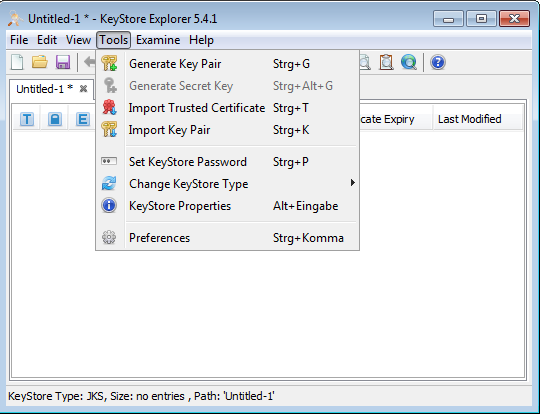 Untitled-1 * - KeyStore Explorer 5.4.1
File Edit View Tools Examine Help
Untitled-1 *
Generate Key Pair Strg+G
Generate Secret Key Strg+Alt+G
Import Trusted Certificate Strg+T
Import Key Pair Strg+K
Set KeyStore Password Strg+P
Change KeyStore Type
KeyStore Properties Alt+Eingabe
Preferences Strg+Komma
T E cate Expiry Last Modified
KeyStore Type: JKS, Size: no entries , Path: 'Untitled-1'